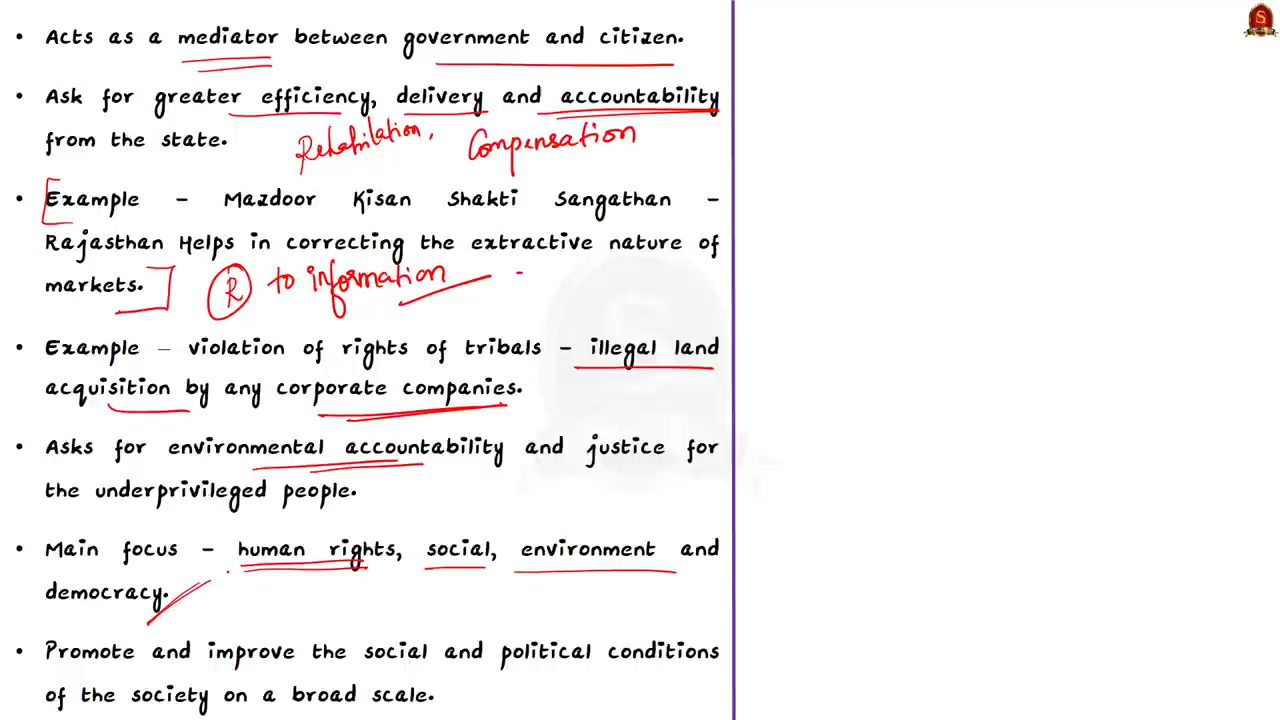 • Acts as a mediator between government and citizen.
• Ask for greater efficiency, delivery and accountability
from the state.
Rehabilitation, Compensation
• Example - Mazdoor Kisan Shakti Sangathan -
Rajasthan Helps in correcting the extractive nature of
markets.
R to information
• Example – violation of rights of tribals - illegal land
acquisition by any corporate companies.
• Asks for environmental accountability and justice for
the underprivileged people.
• Main focus - human rights, social, environment and
democracy.
• Promote and improve the social and political conditions
of the society on a broad scale.